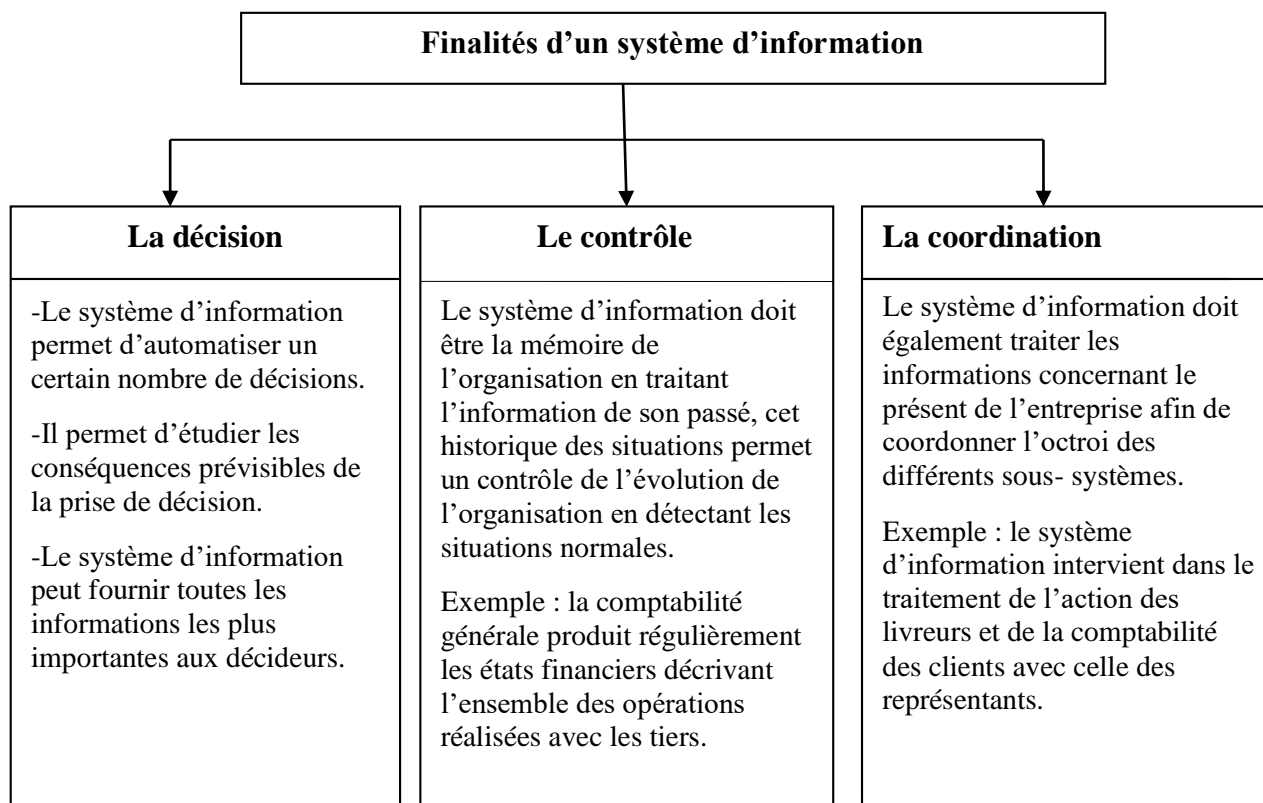 Finalités d’un système d’information
La décision
-Le système d’information
permet d’automatiser un
certain nombre de décisions.
-Il permet d’étudier les
conséquences prévisibles de
la prise de décision.
-Le système d’information
peut fournir toutes les
informations les plus
importantes aux décideurs.
Le contrôle
Le système d’information doit
être la mémoire de
l’organisation en traitant
l’information de son passé, cet
historique des situations permet
un contrôle de l’évolution de
l’organisation en détectant les
situations normales.
Exemple : la comptabilité
générale produit régulièrement
les états financiers décrivant
l’ensemble des opérations
réalisées avec les tiers.
La coordination
Le système d’information doit
également traiter les
informations concernant le
présent de l’entreprise afin de
coordonner l’octroi des
différents sous- systèmes.
Exemple : le système
d’information intervient dans le
traitement de l’action des
livreurs et de la comptabilité
des clients avec celle des
représentants.